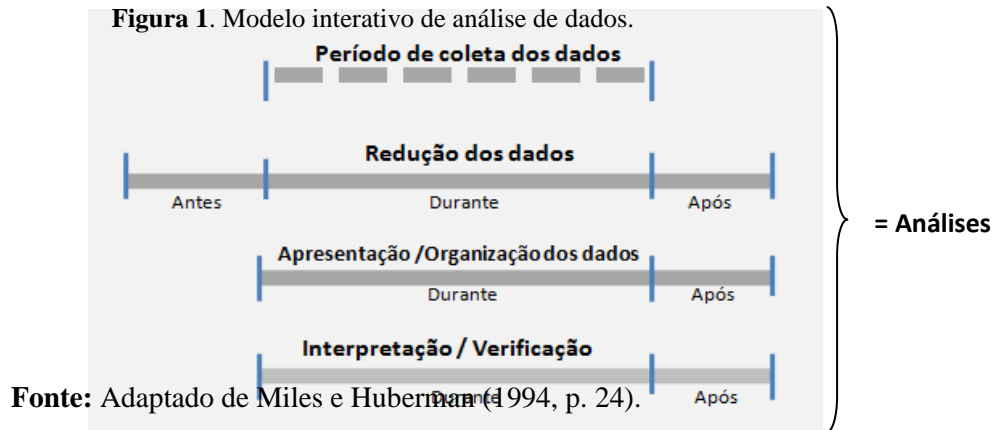 Figura 1. Modelo interativo de análise de dados.
Período de coleta dos dados
Redução dos dados
Antes Durante Após
= Análises
Apresentação /Organização dos dados
Durante Após
Interpretação / Verificação
Durante Após
Fonte: Adaptado de Miles e Huberman (1994, p. 24).